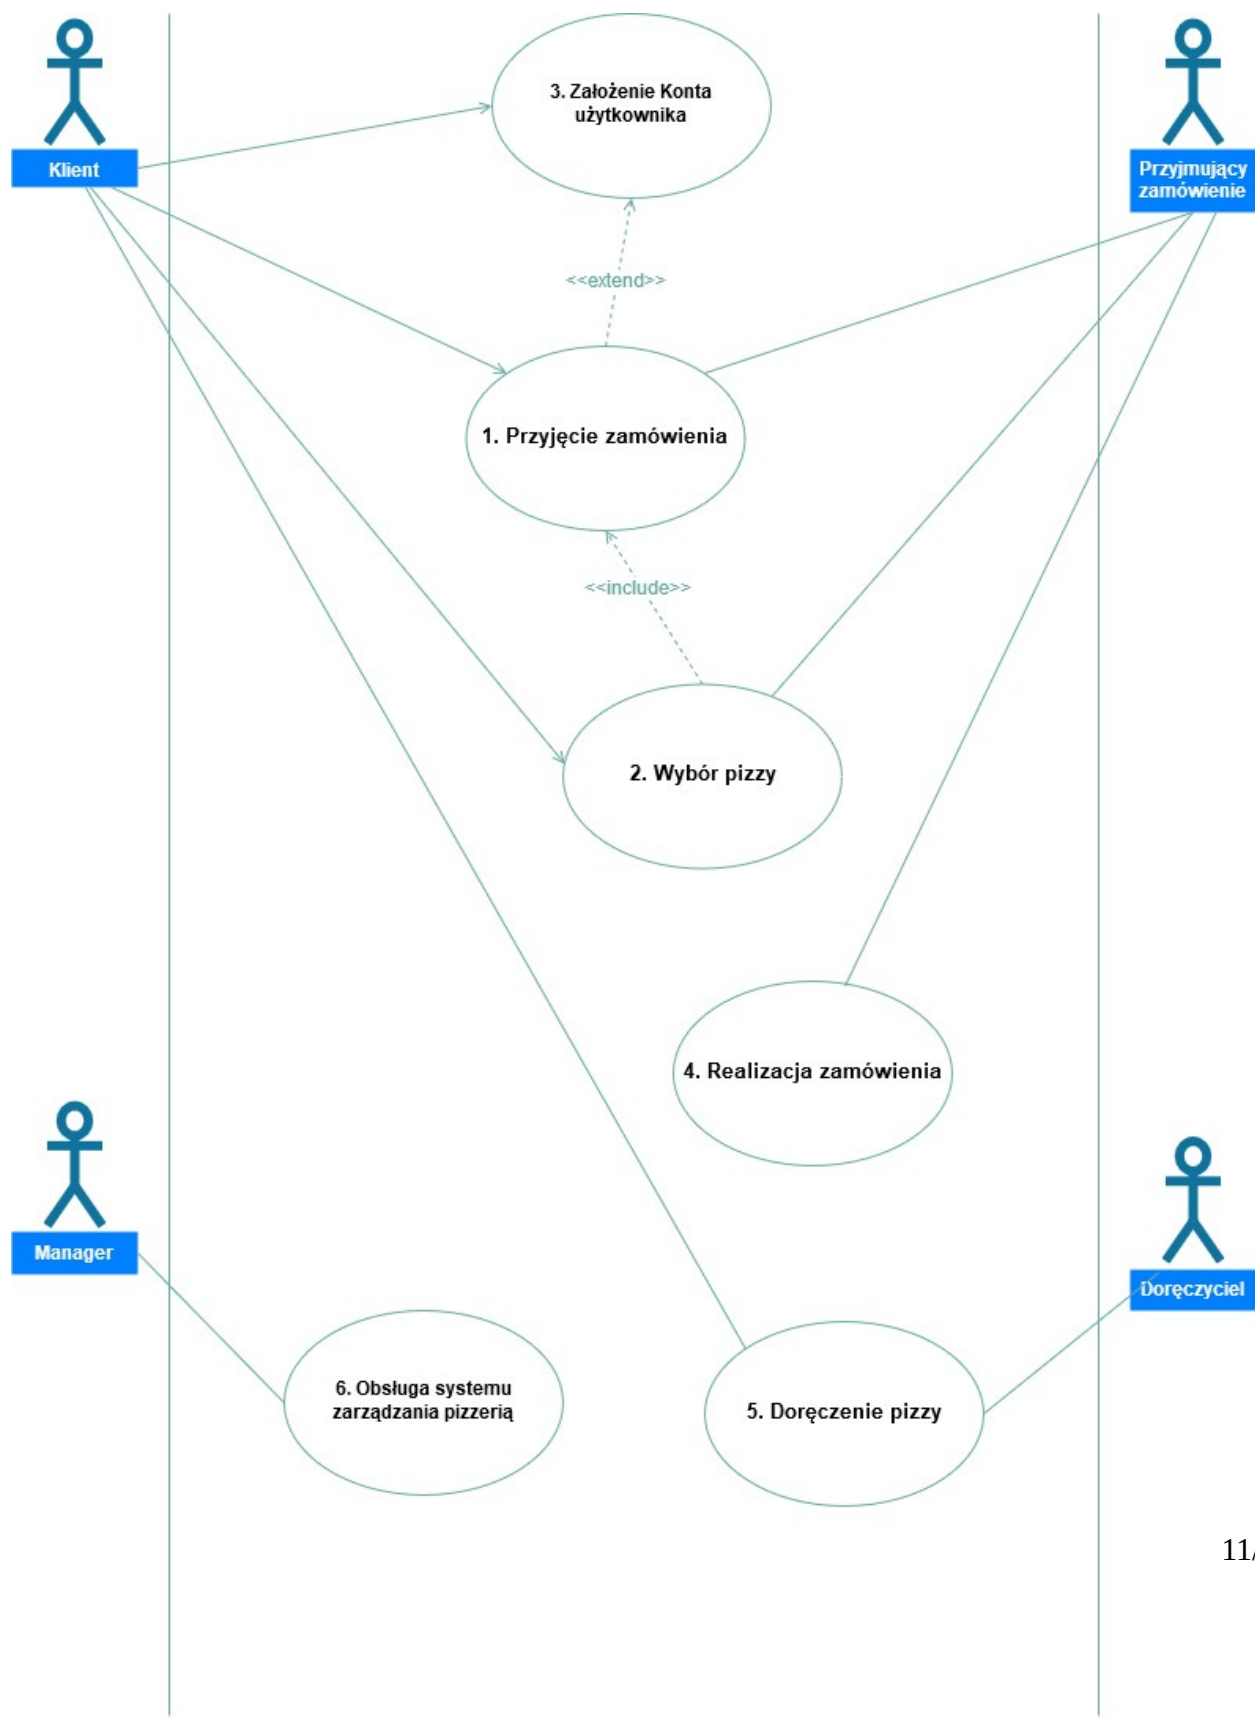 3. Założenie Konta
użytkownika
Klient
Przyjmujący
zamówienie
<<extend>>
1. Przyjęcie zamówienia
<<include>>
2. Wybór pizzy
4. Realizacja zamówienia
Manager
Doręczyciel
6. Obsługa systemu
zarządzania pizzerią
5. Doręczenie pizzy
11/